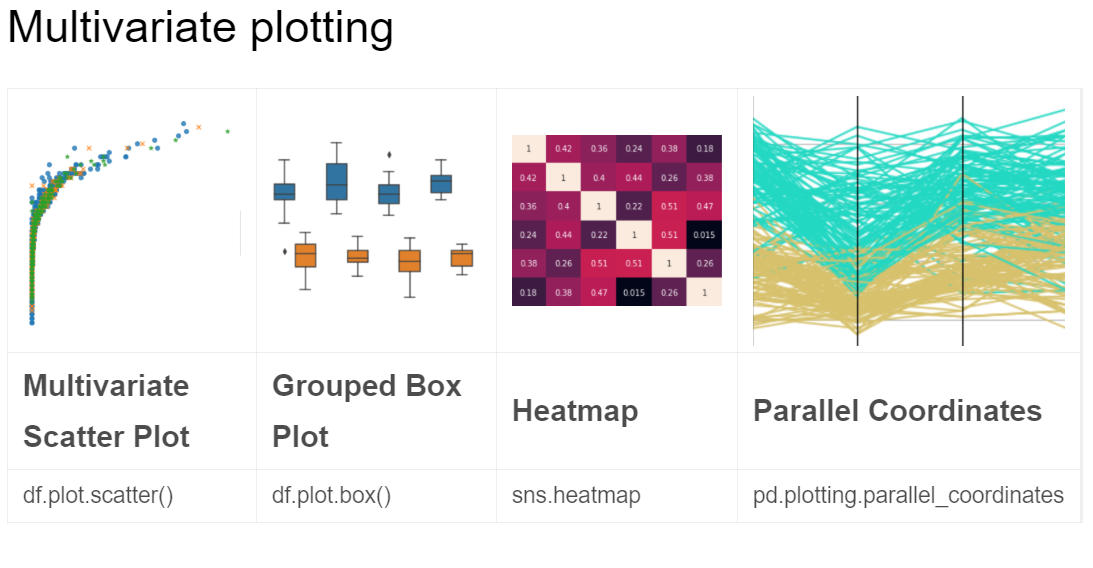 Multivariate plotting
1 0.42 0.36 0.24 0.38 0.18
0.42 1 0.4 0.44 0.26 0.38
0.36 0.4 1 0.22 0.51 0.47
0.24 0.44 0.22 1 0.51 0.015
0.38 0.26 0.51 0.51 1 0.26
0.18 0.38 0.47 0.015 0.26 1
Multivariate
Scatter Plot
Grouped Box
Plot
Heatmap
Parallel Coordinates
df.plot.scatter()
df.plot.box()
sns.heatmap
pd.plotting.parallel_coordinates